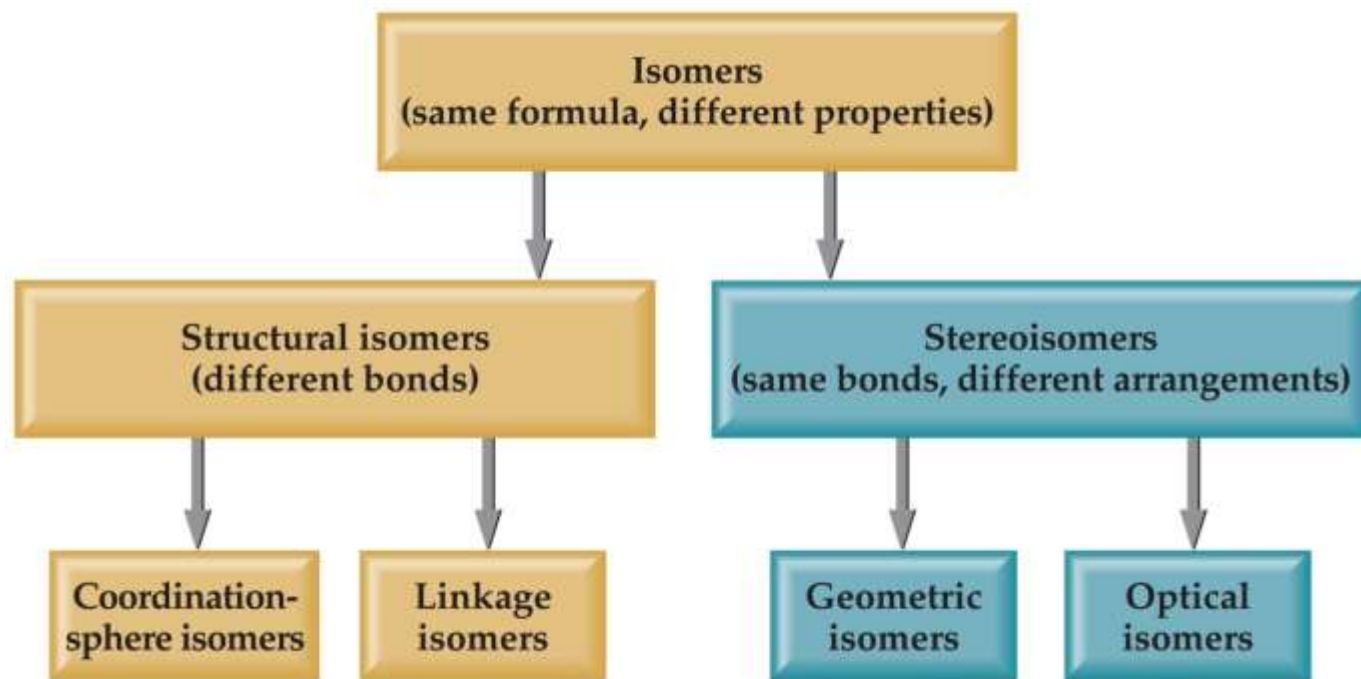 Isomers
(same formula, different properties)
Structural isomers
(different bonds)
Stereoisomers
(same bonds, different arrangements)
Coordination-
sphere isomers
Linkage
isomers
Geometric
isomers
Optical
isomers